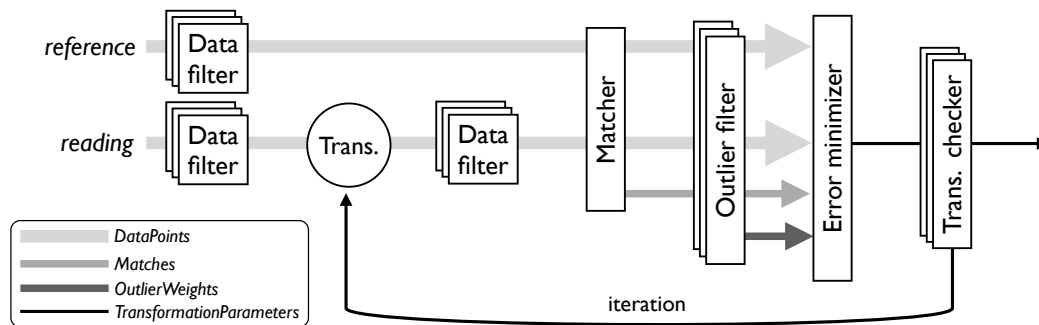 reference
Data
filter
reading
Data
filter
Trans.
Data
filter
Matcher
Outlier filter
Error minimizer
Trans. checker
DataPoints
Matches
OutlierWeights
TransformationParameters
iteration